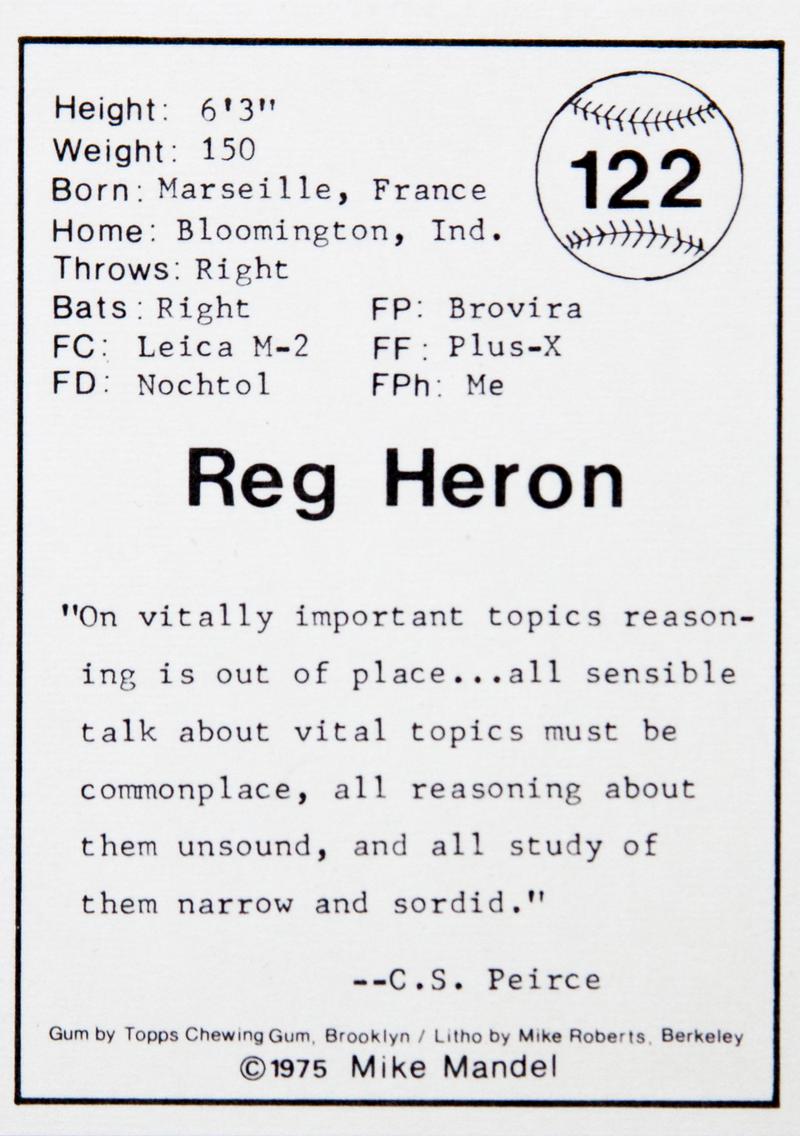 Height: 6'3"
122
Weight: 150
Born: Marseille, France
Home: Bloomington, Ind.
Throws: Right
Bats: Right FP: Brovira
FC: Leica M-2 FF: Plus-X
FD: Nochtol FPh: Me
Reg Heron
"On vitally important topics reason-
ing is out of place...all sensible
talk about vital topics must be
commonplace, all reasoning about
them unsound, and all study of
them narrow and sordid."
--C.S. Peirce
Gum by Topps Chewing Gum, Brooklyn / Litho by Mike Roberts, Berkeley
©1975 Mike Mandel